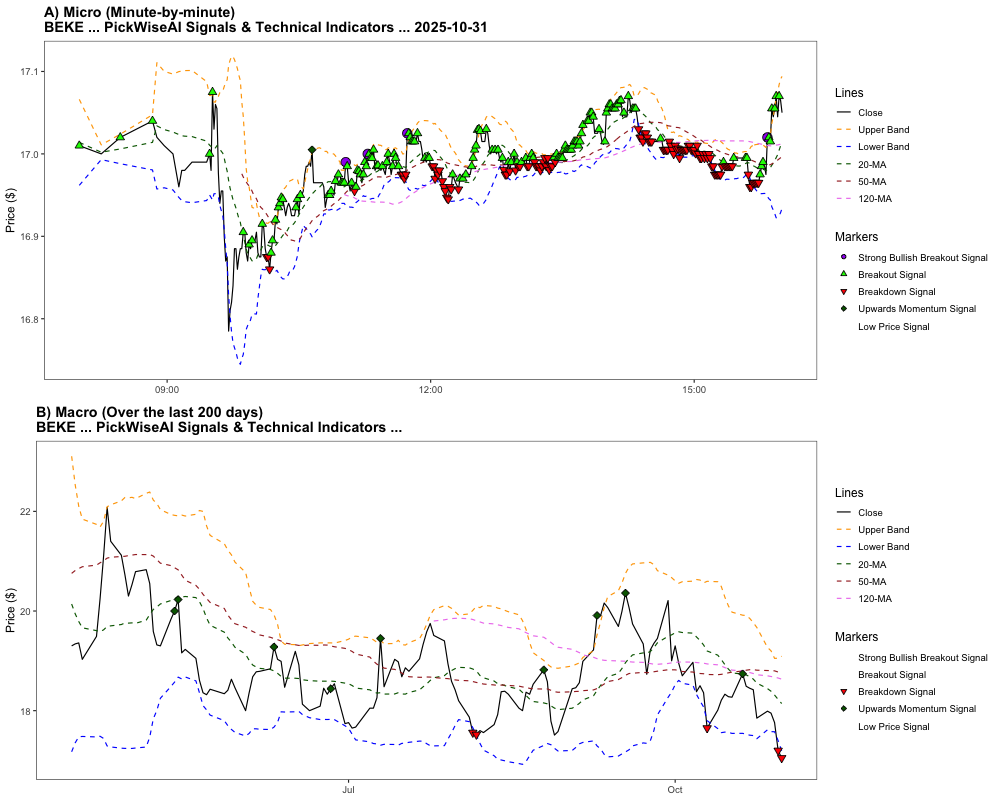 A) Micro (Minute-by-minute)
BEKE ... PickWiseAI Signals & Technical Indicators ... 2025-10-31
Price ($)
17.1
17.0
16.9
16.8
09:00
12:00
15:00
Lines
Close
Upper Band
Lower Band
20-MA
50-MA
120-MA
Markers
Strong Bullish Breakout Signal
Breakout Signal
Breakdown Signal
Upwards Momentum Signal
Low Price Signal
B) Macro (Over the last 200 days)
BEKE ... PickWiseAI Signals & Technical Indicators ...
Price ($)
22
20
18
Jul
Oct
Lines
Close
Upper Band
Lower Band
20-MA
50-MA
120-MA
Markers
Strong Bullish Breakout Signal
Breakout Signal
Breakdown Signal
Upwards Momentum Signal
Low Price Signal